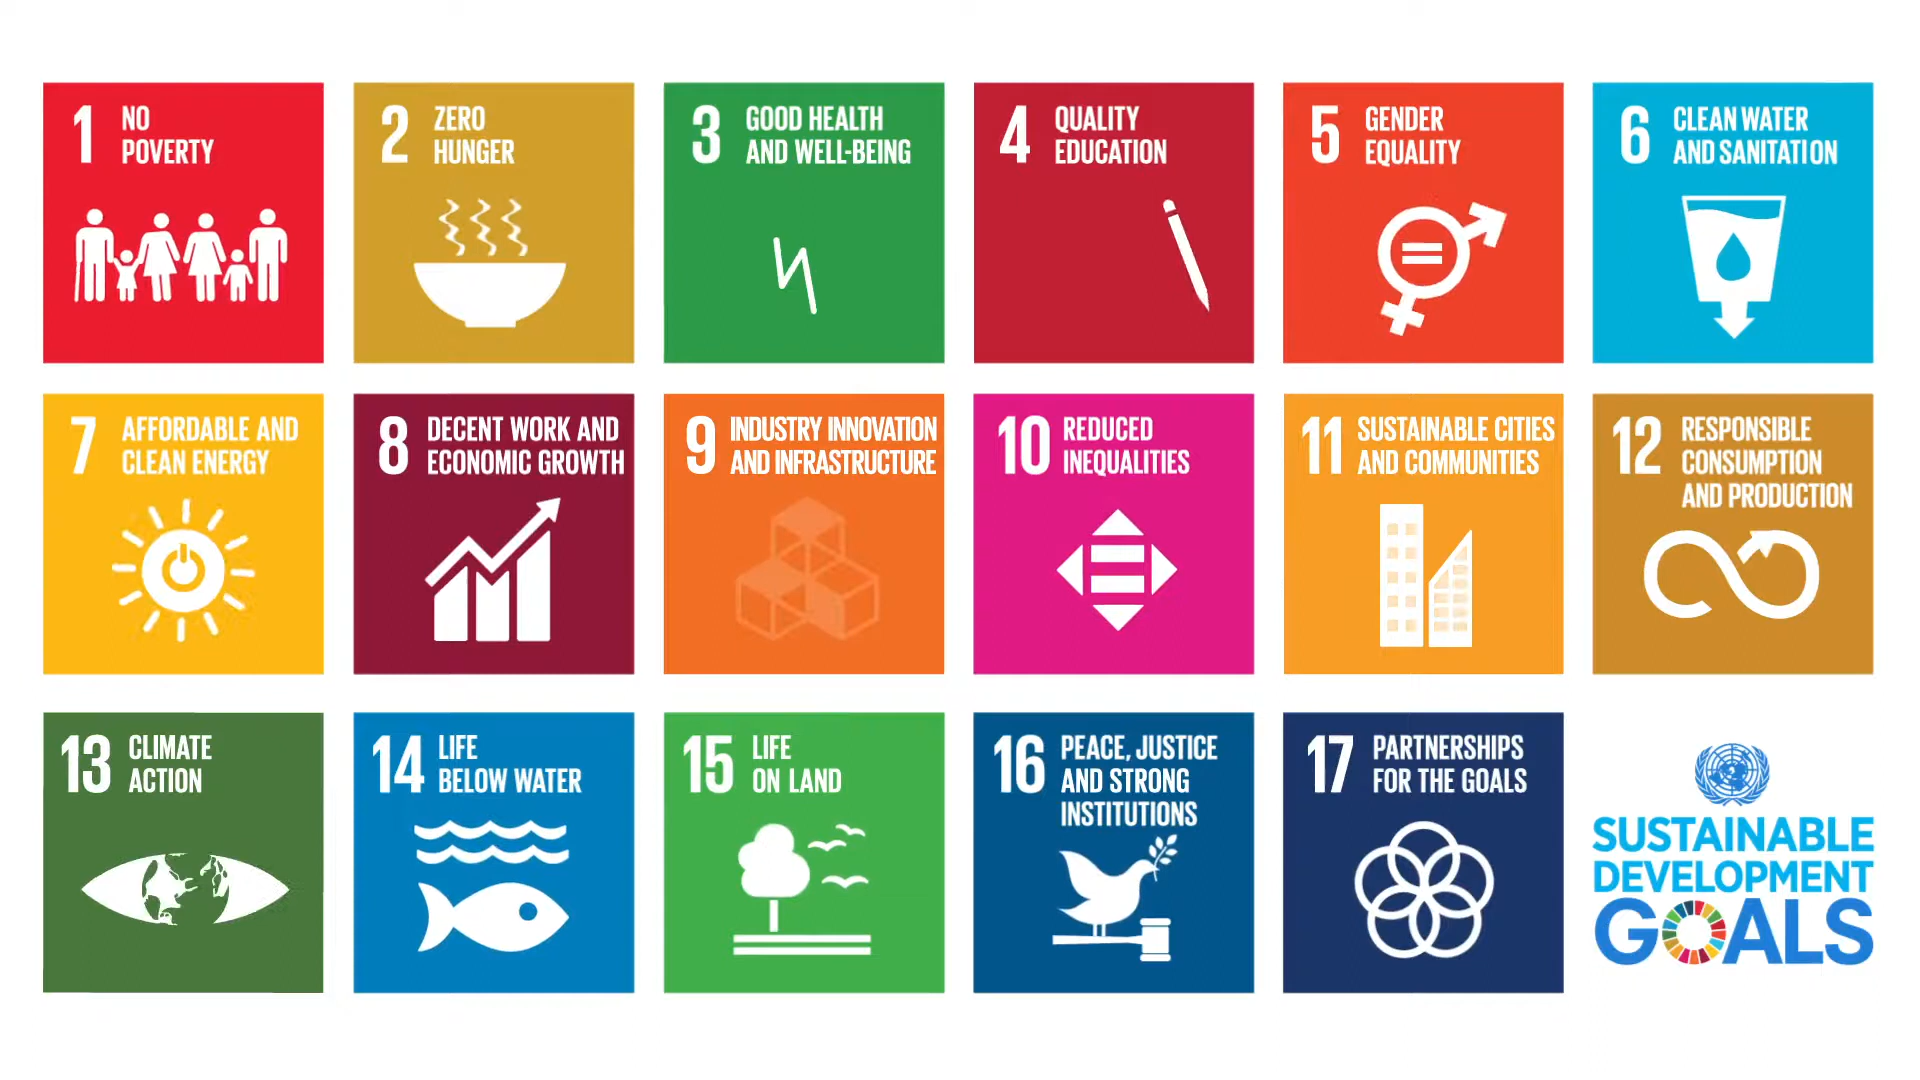 1 NO
POVERTY
2 ZERO
HUNGER
3 GOOD HEALTH
AND WELL-BEING
4 QUALITY
EDUCATION
5 GENDER
EQUALITY
6 CLEAN WATER
AND SANITATION
7 AFFORDABLE AND
CLEAN ENERGY
8 DECENT WORK AND
ECONOMIC GROWTH
9 INDUSTRY INNOVATION
AND INFRASTRUCTURE
10 REDUCED
INEQUALITIES
11 SUSTAINABLE CITIES
AND COMMUNITIES
12 RESPONSIBLE
CONSUMPTION
AND PRODUCTION
13 CLIMATE
ACTION
14 LIFE
BELOW WATER
15 LIFE
ON LAND
16 PEACE, JUSTICE
AND STRONG
INSTITUTIONS
17 PARTNERSHIPS
FOR THE GOALS
SUSTAINABLE
DEVELOPMENT
GOALS